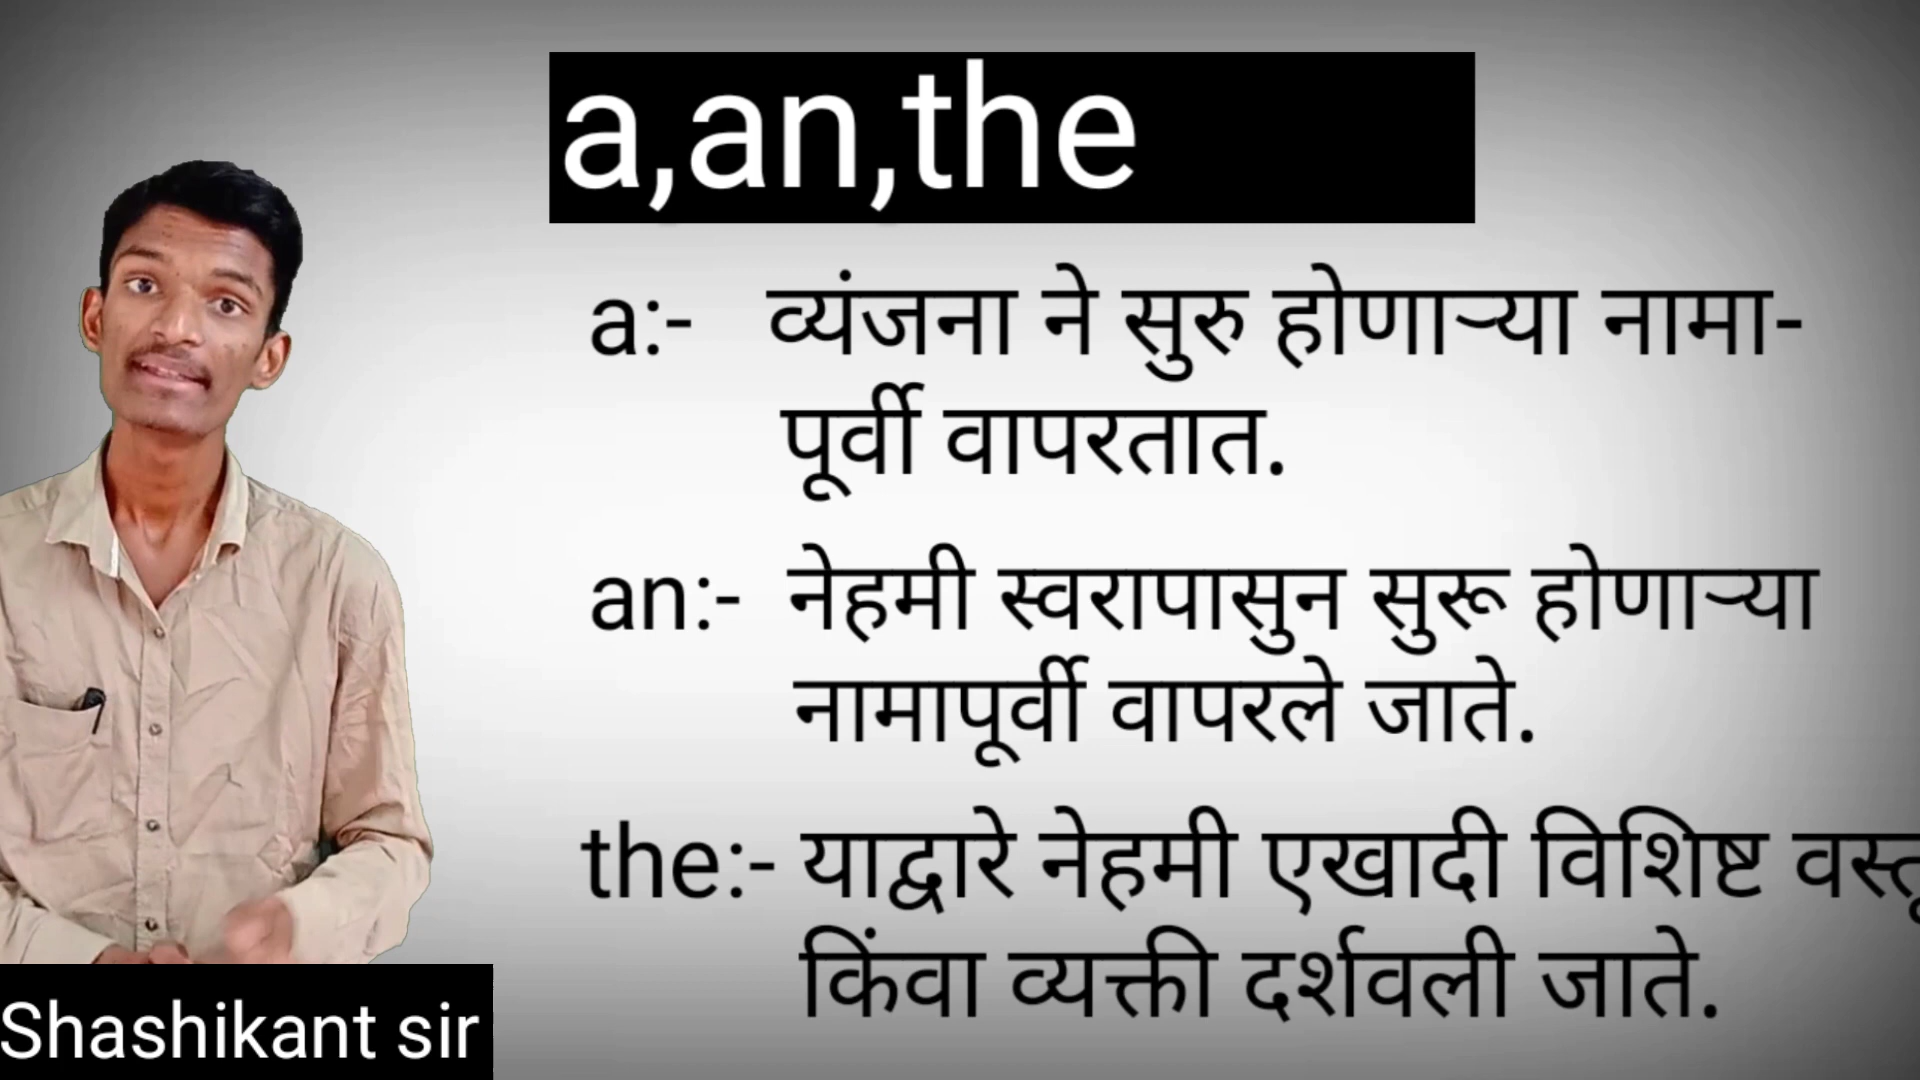 a,an,the
a:- व्यंजना ने सुरु होणाऱ्या नामा-
पूर्वी वापरतात.
an:- नेहमी स्वरापासुन सुरू होणाऱ्या
नामापूर्वी वापरले जाते.
the:- याद्वारे नेहमी एखादी विशिष्ट
किंवा व्यक्ती दर्शवली जाते.
Shashikant sir